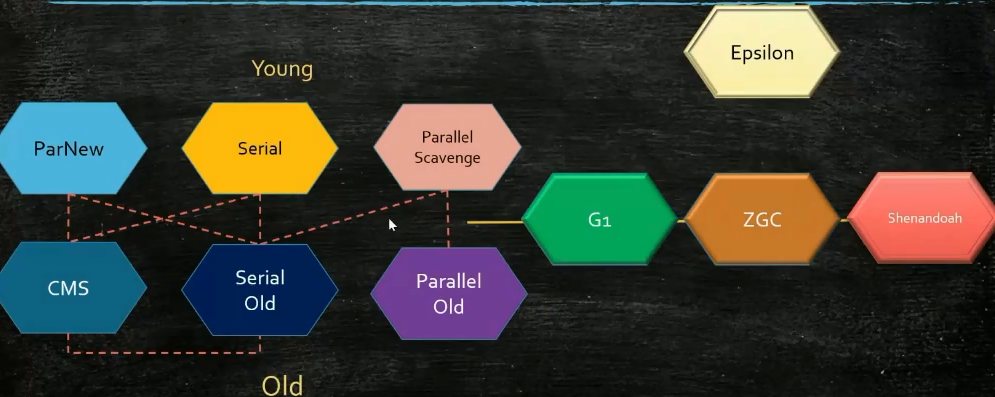 Epsilon
Young
ParNew
Serial
Parallel
Scavenge
G1
ZGC
Shenandoah
CMS
Serial
Old
Parallel
Old
Old